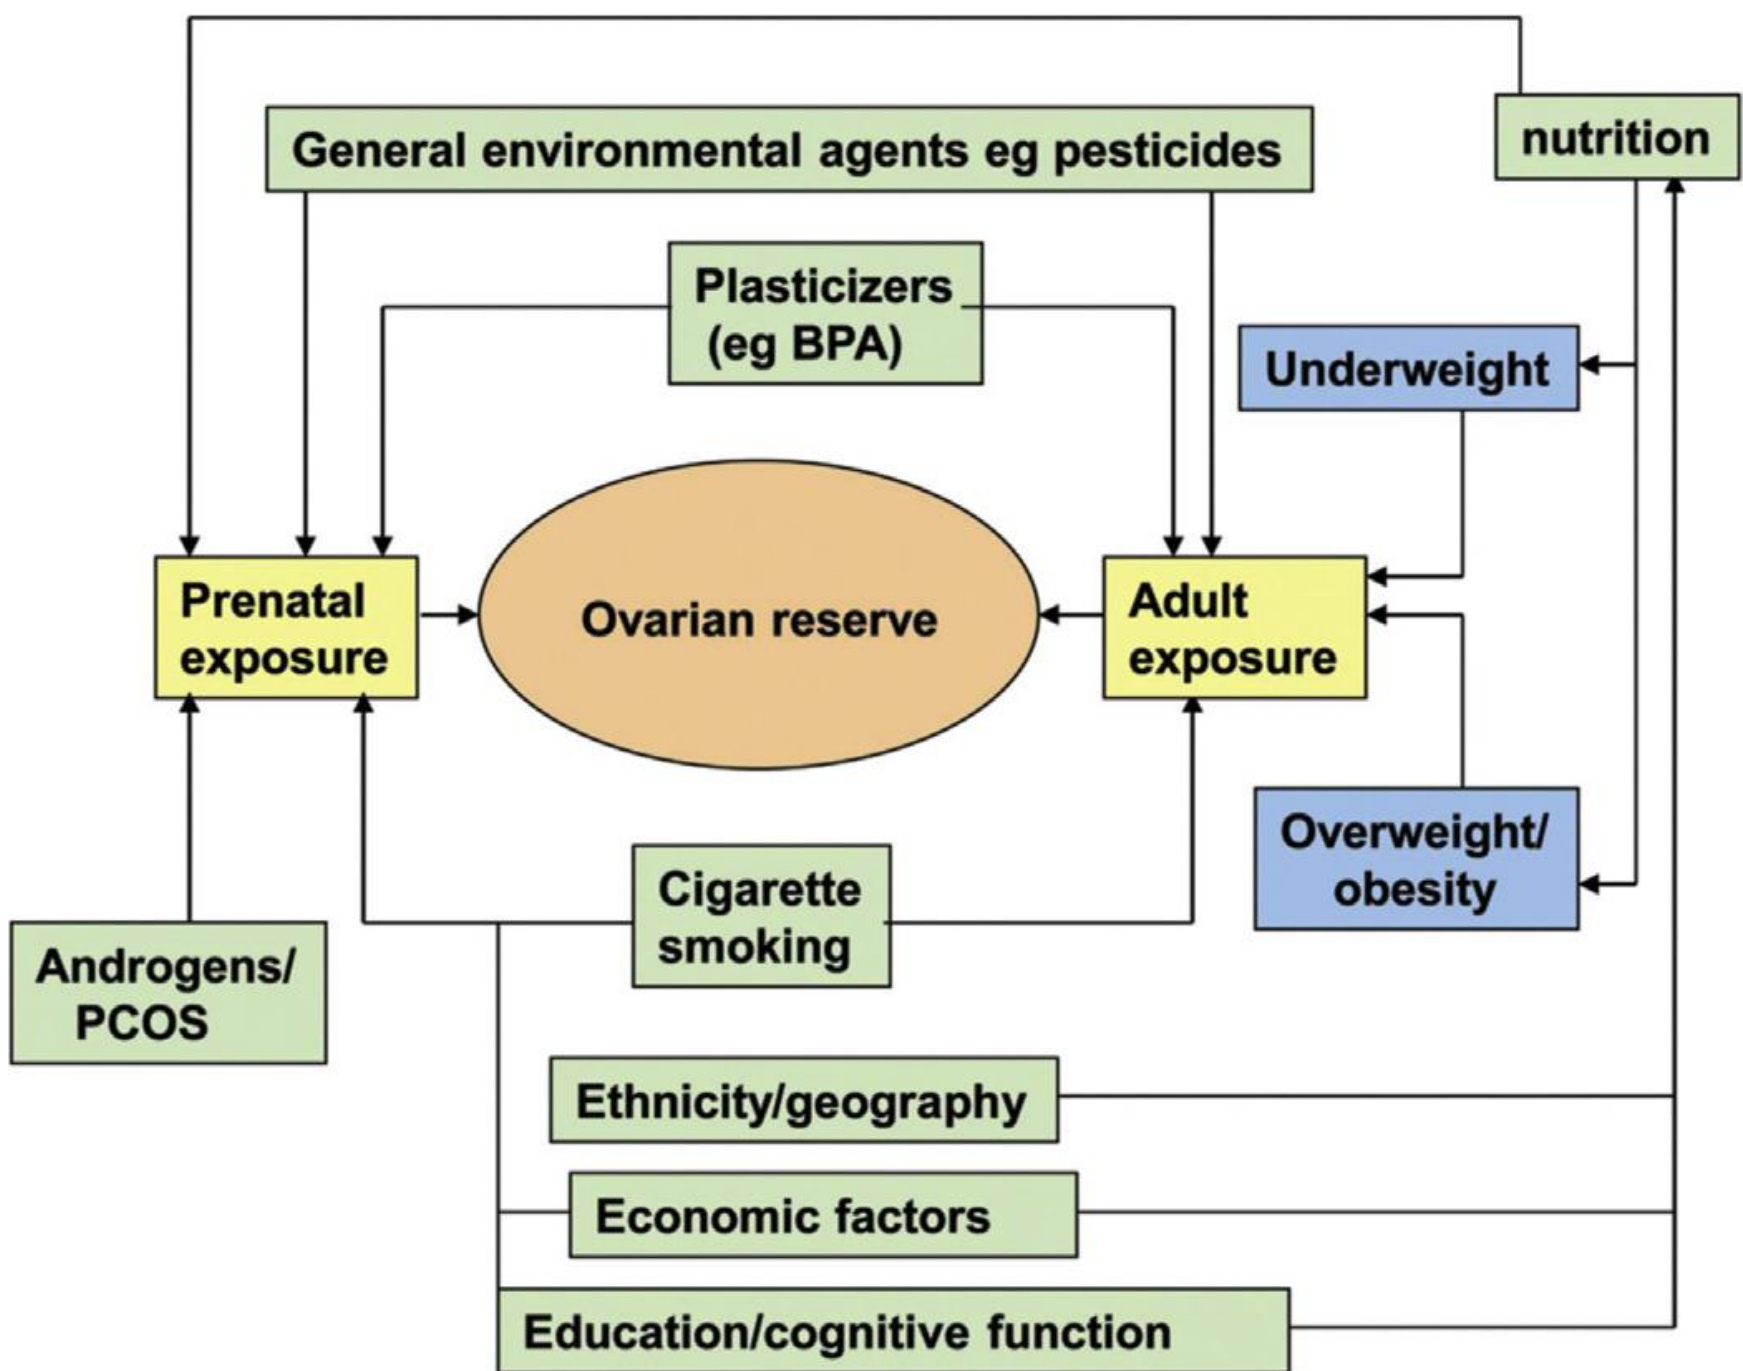 nutrition
General environmental agents eg pesticides
Plasticizers
(eg BPA)
Underweight
Prenatal
exposure
Ovarian reserve
Adult
exposure
Overweight/
obesity
Cigarette
smoking
Androgens/
PCOS
Ethnicity/geography
Economic factors
Education/cognitive function